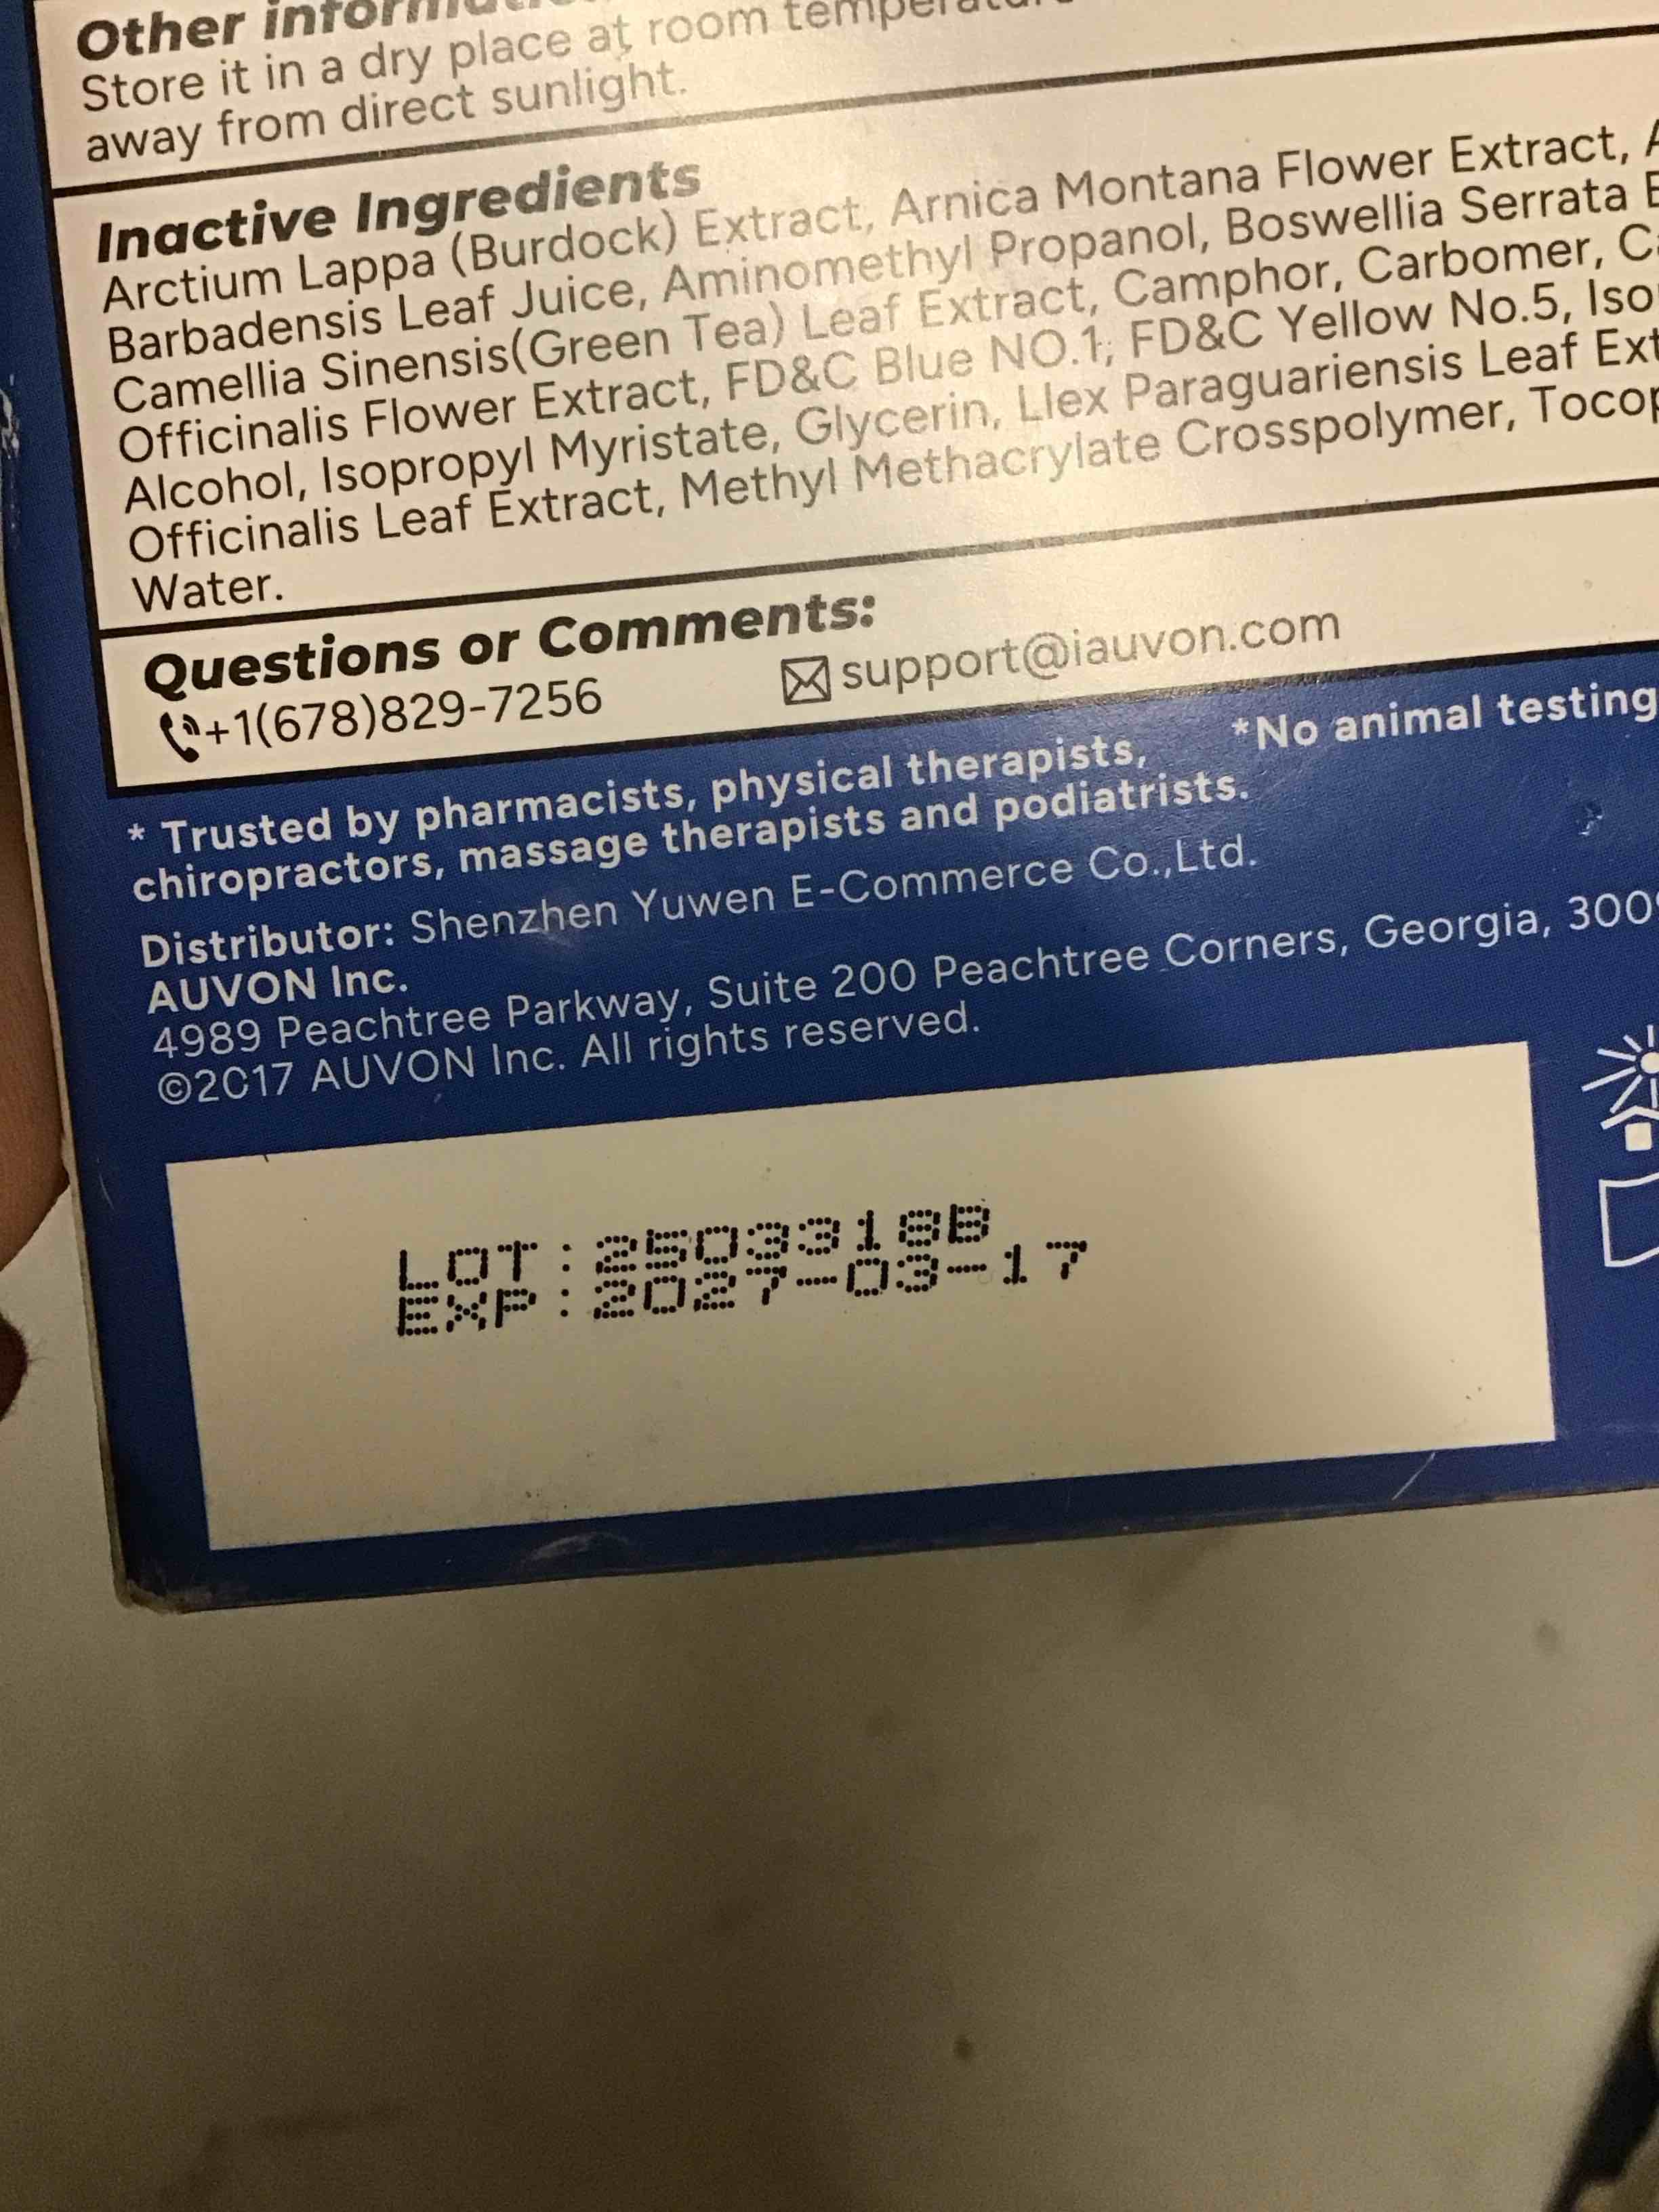 Other
Store it in a dry place at room
away from direct sunlight.
Inactive Ingredients
Arctium Lappa (Burdock) Extract, Arnica Montana Flower Extract, A
Barbadensis Leaf Juice, Aminomethyl Propanol, Boswellia Serrata E
Camellia Sinensis(Green Tea) Leaf Extract, Camphor, Carbomer, C
Officinalis Flower Extract, FD&C Blue NO.1, FD&C Yellow No.5, Iso
Alcohol, Isopropyl Myristate, Glycerin, Llex Paraguariensis Leaf Ext
Officinalis Leaf Extract, Methyl Methacrylate Crosspolymer, Tocop
Water.
Questions or Comments:
+1(678)829-7256 support@iauvon.com
* Trusted by pharmacists, physical therapists, *No animal testing
chiropractors, massage therapists and podiatrists.
Distributor: Shenzhen Yuwen E-Commerce Co.,Ltd.
AUVON Inc.
4989 Peachtree Parkway, Suite 200 Peachtree Corners, Georgia, 300
©2017 AUVON Inc. All rights reserved.
LOT:2503318B
EXP:2027-03-17